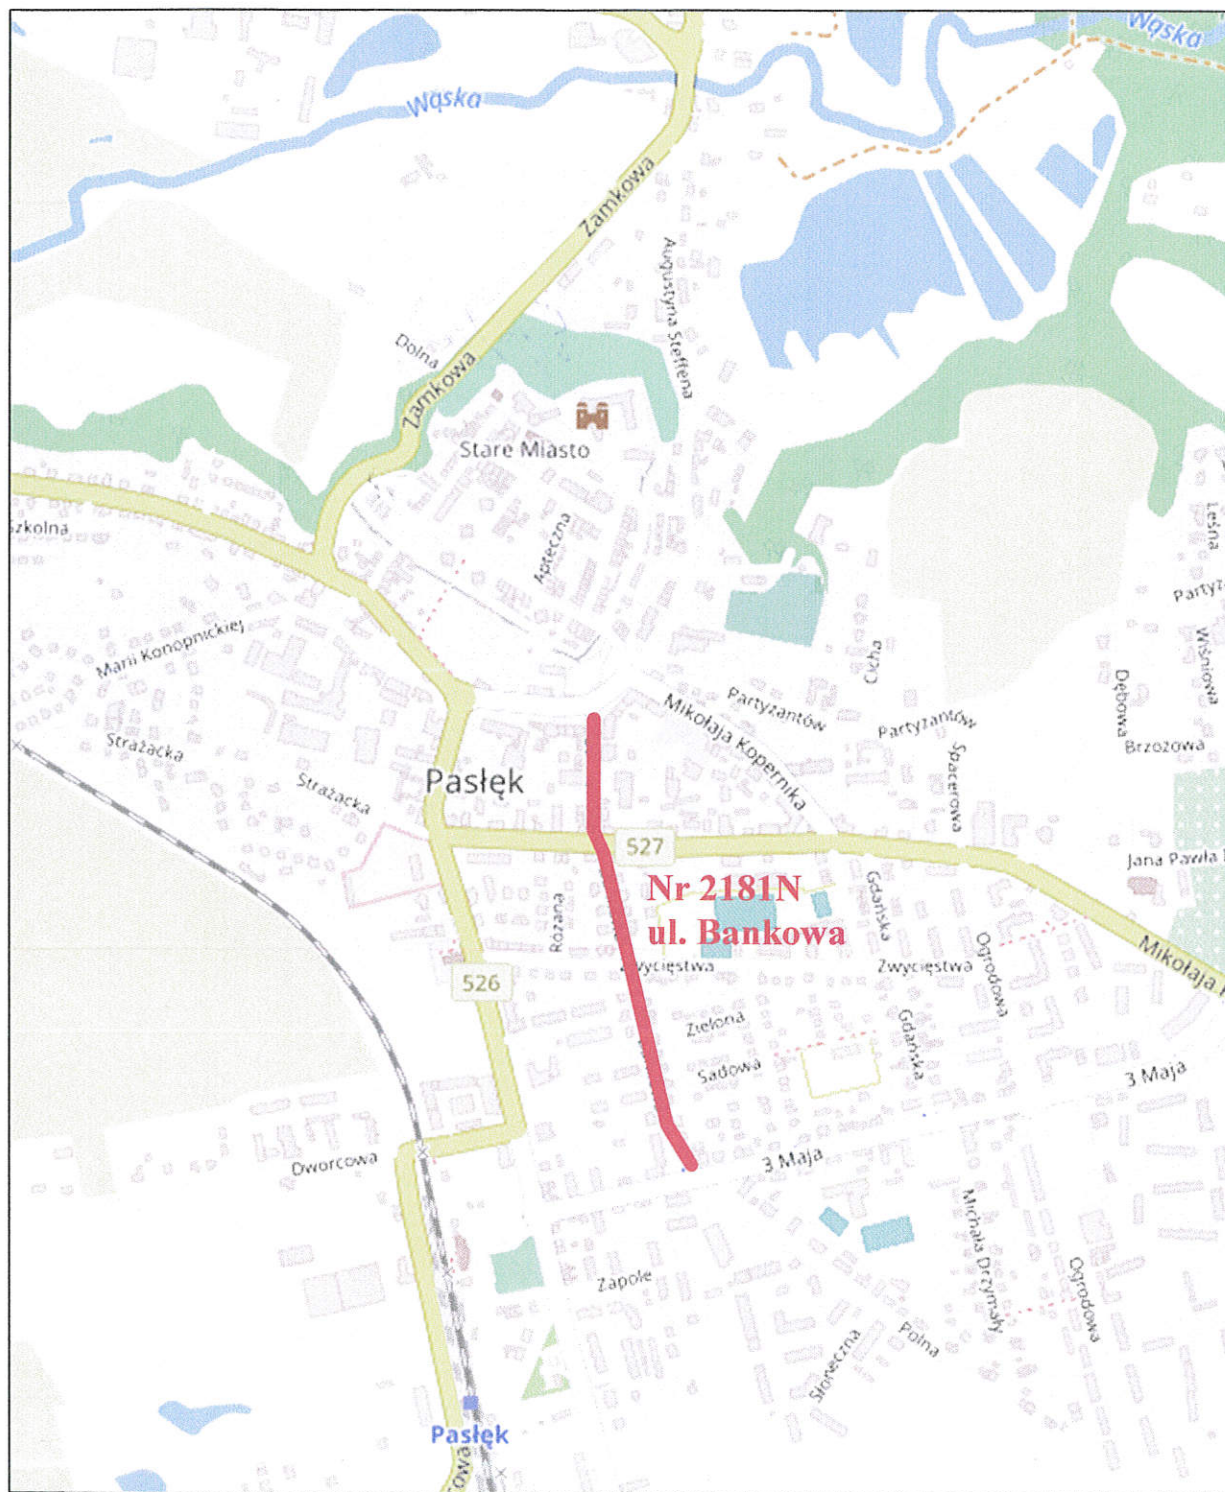 Wąska
Wąska
Zamkowa
Augustyna Steffena
Dolna
Zamkowa
Stare Miasto
Szkolna
Apteczna
Leśna
Marii Konopnickiej
Cicha
Wiśniowa
Dębowa
Partyzantów
Mikołaja Kopernika
Partyzantów
Brzozowa
Strażacka
Spacerowa
Strażacka
Pasłęk
527
Jana Pawła I
Nr 2181N
ul. Bankowa
Różana
Gdańska
Ogrodowa
Mikołaja
Zwycięstwa
Zwycięstwa
526
Zielona
Gdańska
Sadowa
3 Maja
Dworcowa
3 Maja
Michała Drzymały
Ogrodowa
Zapole
Polna
Słoneczna
Pasłęk